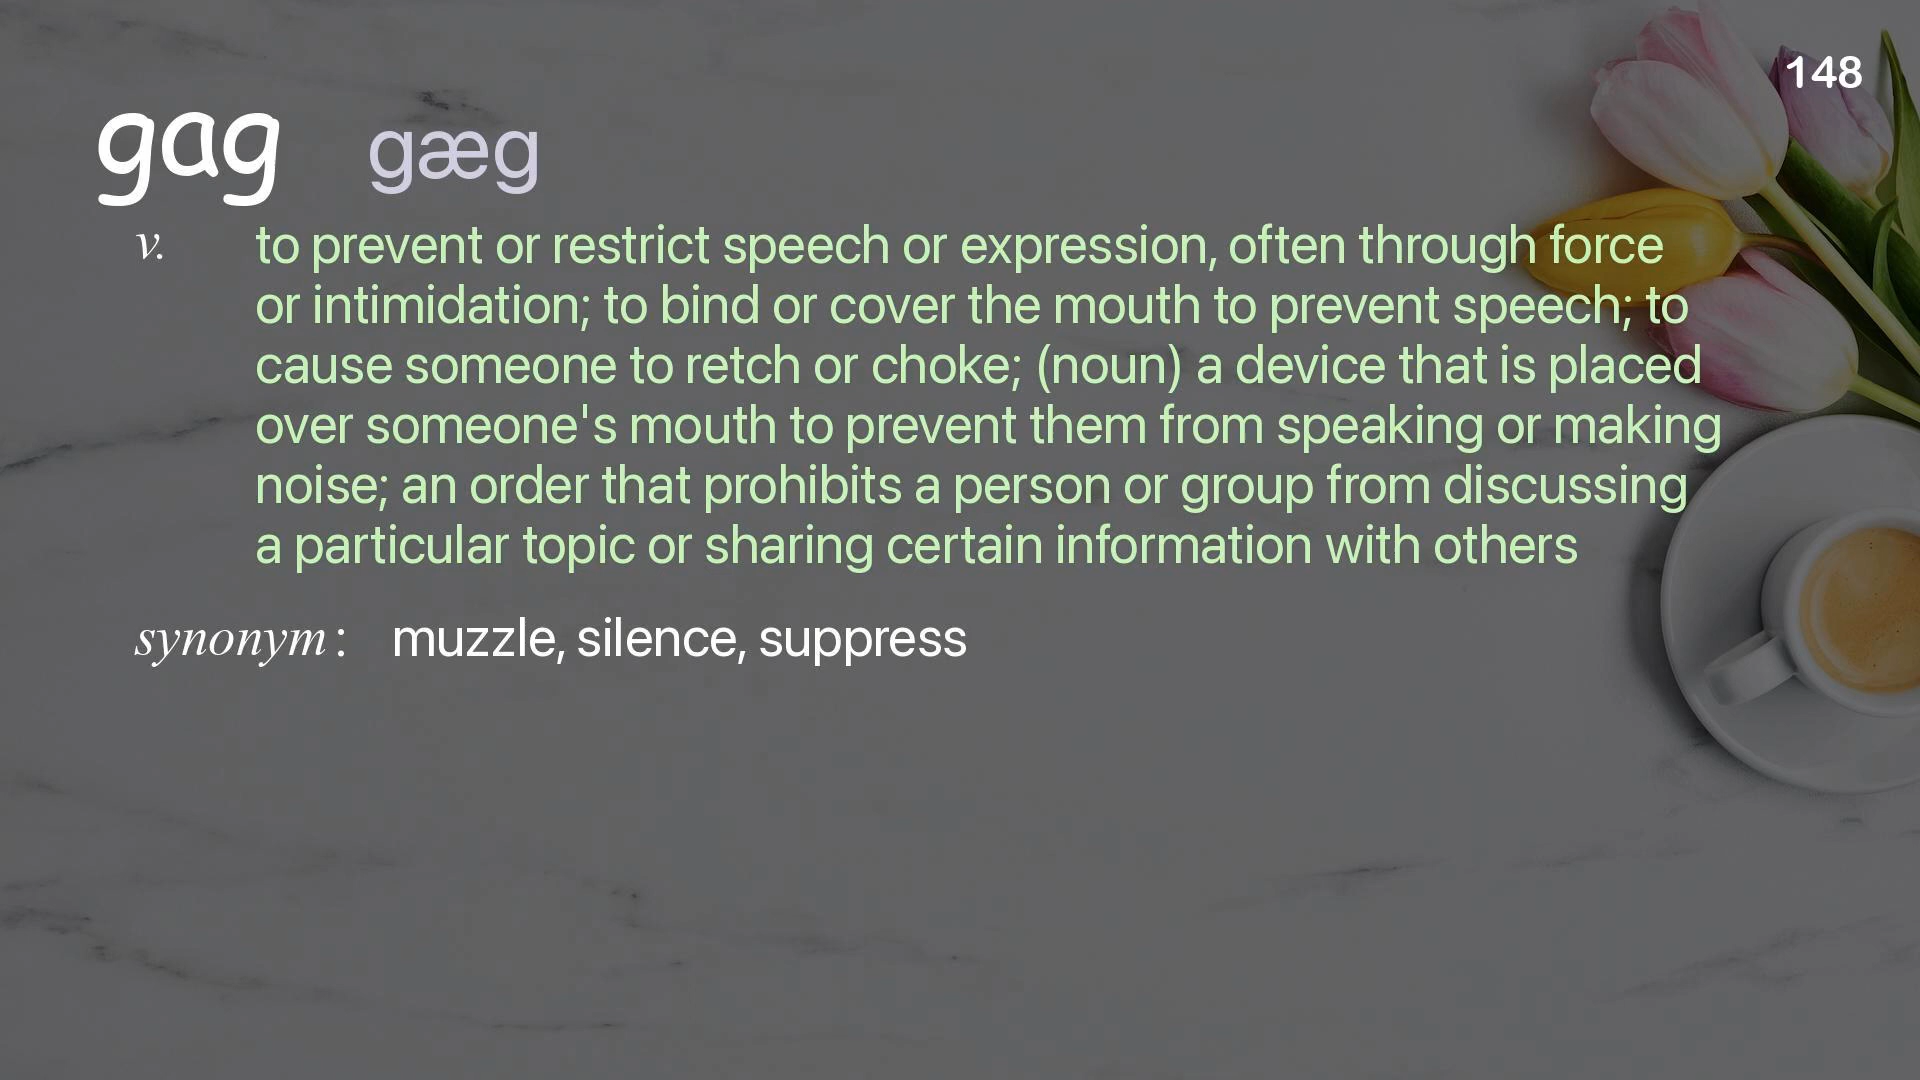 148
gag gæg
v. to prevent or restrict speech or expression, often through force
or intimidation; to bind or cover the mouth to prevent speech; to
cause someone to retch or choke; (noun) a device that is placed
over someone's mouth to prevent them from speaking or making
noise; an order that prohibits a person or group from discussing
a particular topic or sharing certain information with others
synonym: muzzle, silence, suppress